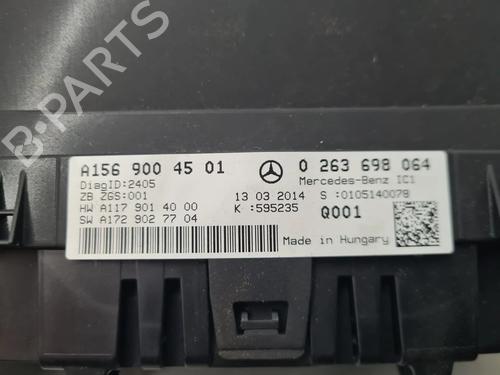 A156 900 45 01
0 263 698 064
DiagID:2405
Mercedes-Benz IC1
ZB ZGS:001
13 03 2014
S :0105140079
HW A117 901 40 00
K :595235
Q001
SW A172 902 77 04
Made in Hungary
B-PARTS